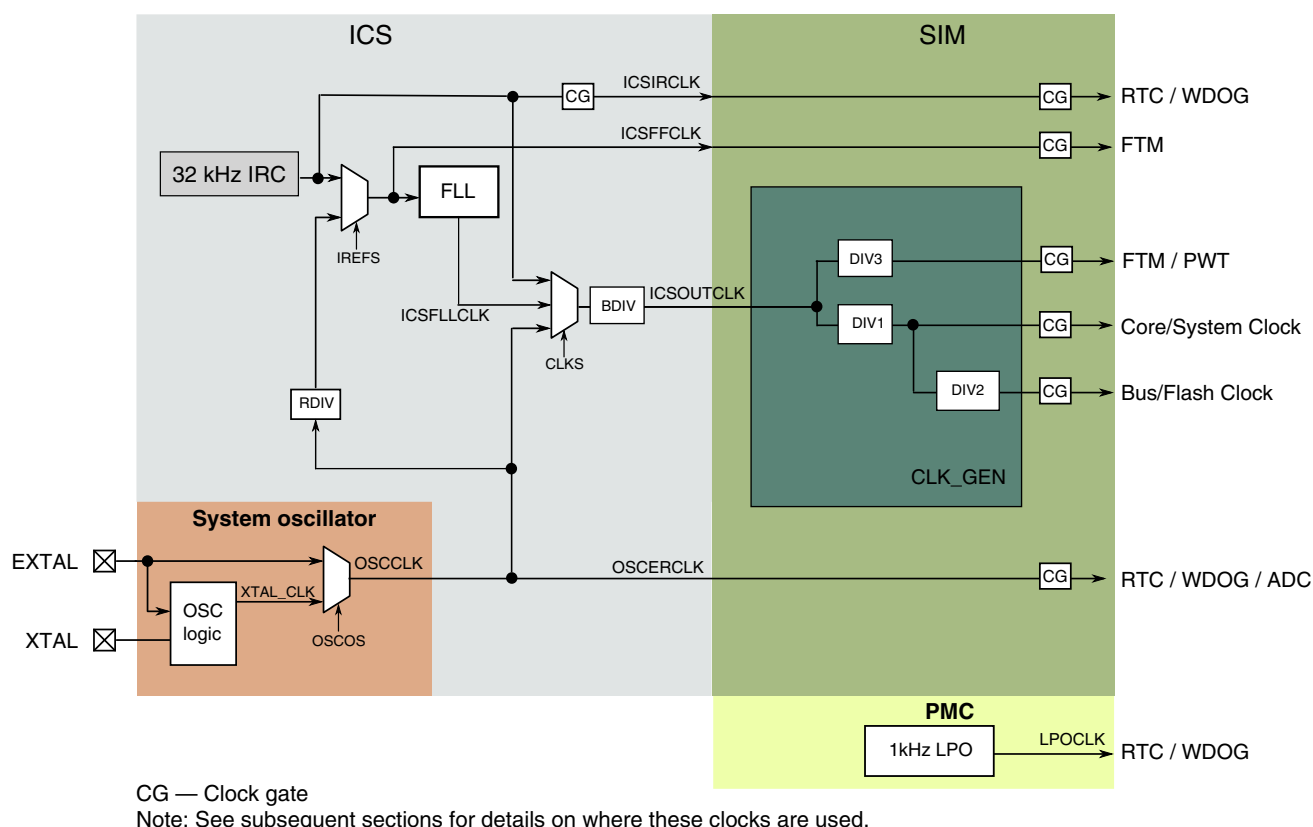 ICS
SIM
CG
ICSIRCLK
CG
RTC / WDOG
ICSFFCLK
CG
FTM
32 kHz IRC
FLL
IREFS
DIV3
CG
FTM / PWT
ICSFLLCLK
BDIV
ICSOUTCLK
DIV1
CG
Core/System Clock
CLKS
RDIV
DIV2
CG
Bus/Flash Clock
CLK_GEN
System oscillator
EXTAL
OSCCLK
OSCERCLK
CG
RTC / WDOG / ADC
XTAL_CLK
OSC
logic
XTAL
OSCOS
PMC
1kHz LPO
LPOCLK
RTC / WDOG
CG — Clock gate
Note: See subsequent sections for details on where these clocks are used.